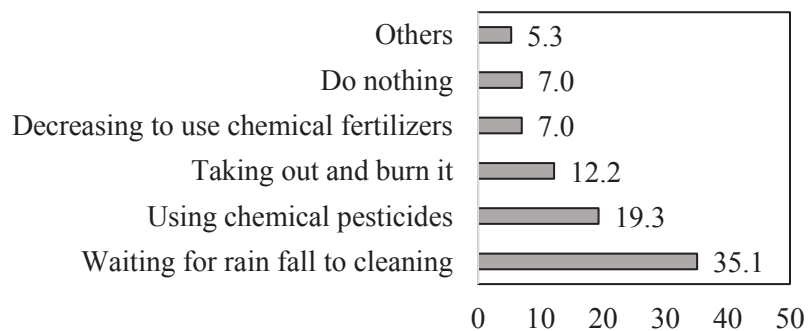 Others 5.3
Do nothing 7.0
Decreasing to use chemical fertilizers 7.0
Taking out and burn it 12.2
Using chemical pesticides 19.3
Waiting for rain fall to cleaning 35.1
0 10 20 30 40 50